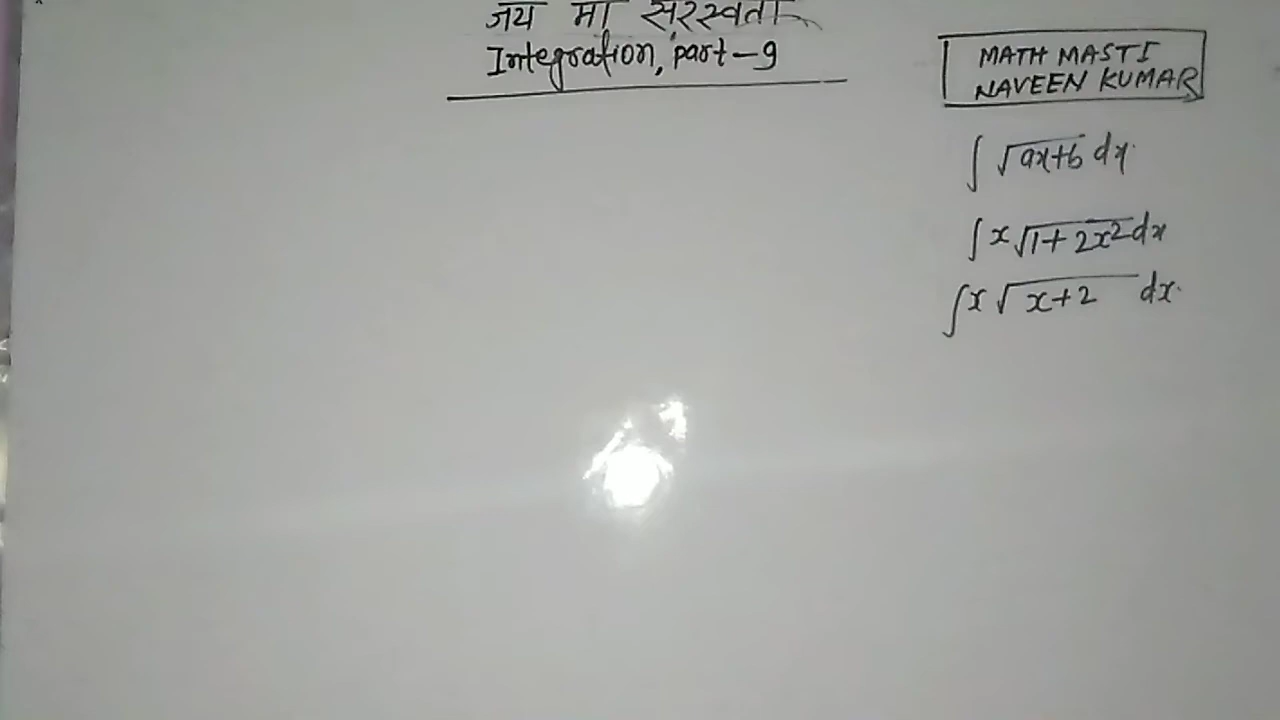 जय माँ सरस्वती
Integration, part-9
MATH MASTI
NAVEEN KUMAR
∫ √(ax+b) dx
∫ x √(1+2x²) dx
∫ x √(x+2) dx